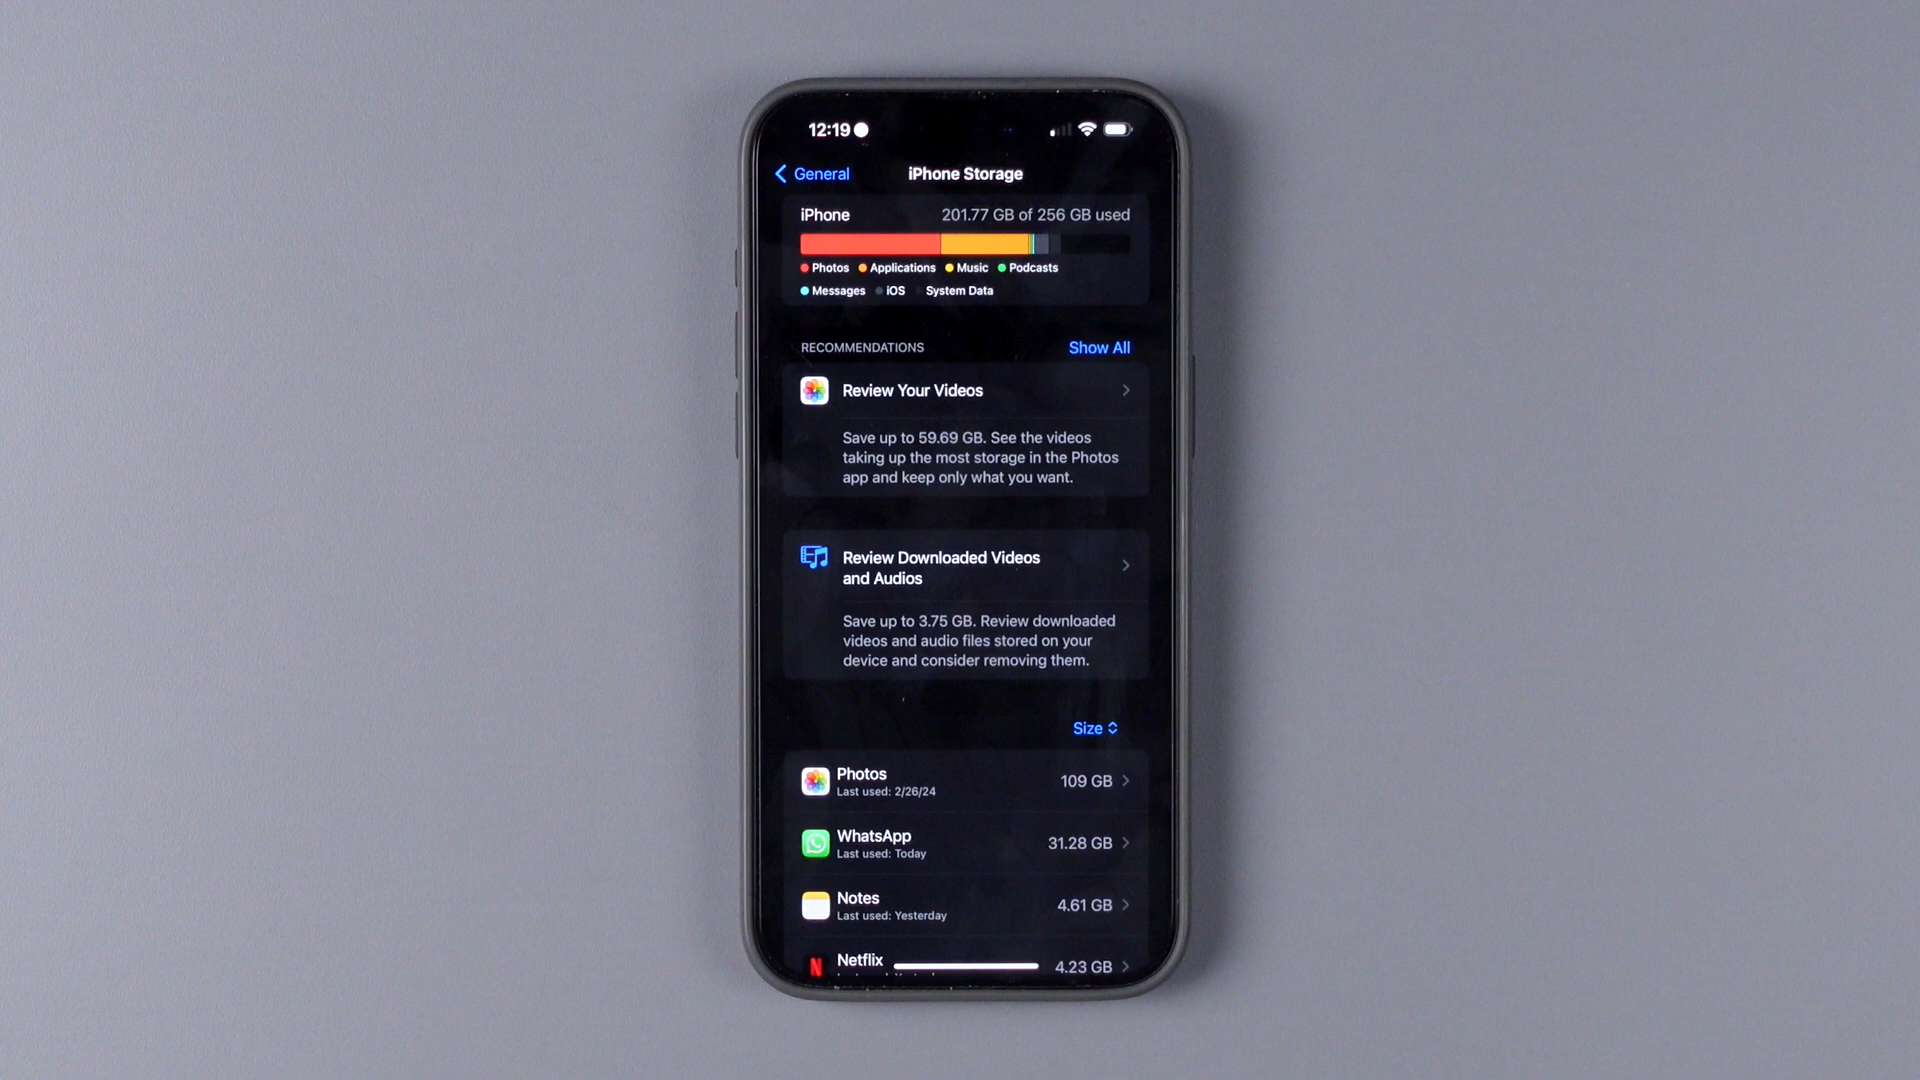 12:19
General
iPhone Storage
iPhone
201.77 GB of 256 GB used
Photos Applications Music Podcasts
Messages iOS System Data
RECOMMENDATIONS
Show All
Review Your Videos
Save up to 59.69 GB. See the videos
taking up the most storage in the Photos
app and keep only what you want.
Review Downloaded Videos
and Audios
Save up to 3.75 GB. Review downloaded
videos and audio files stored on your
device and consider removing them.
Size
Photos
109 GB
Last used: 2/26/24
WhatsApp
31.28 GB
Last used: Today
Notes
4.61 GB
Last used: Yesterday
N
Netflix
4.23 GB